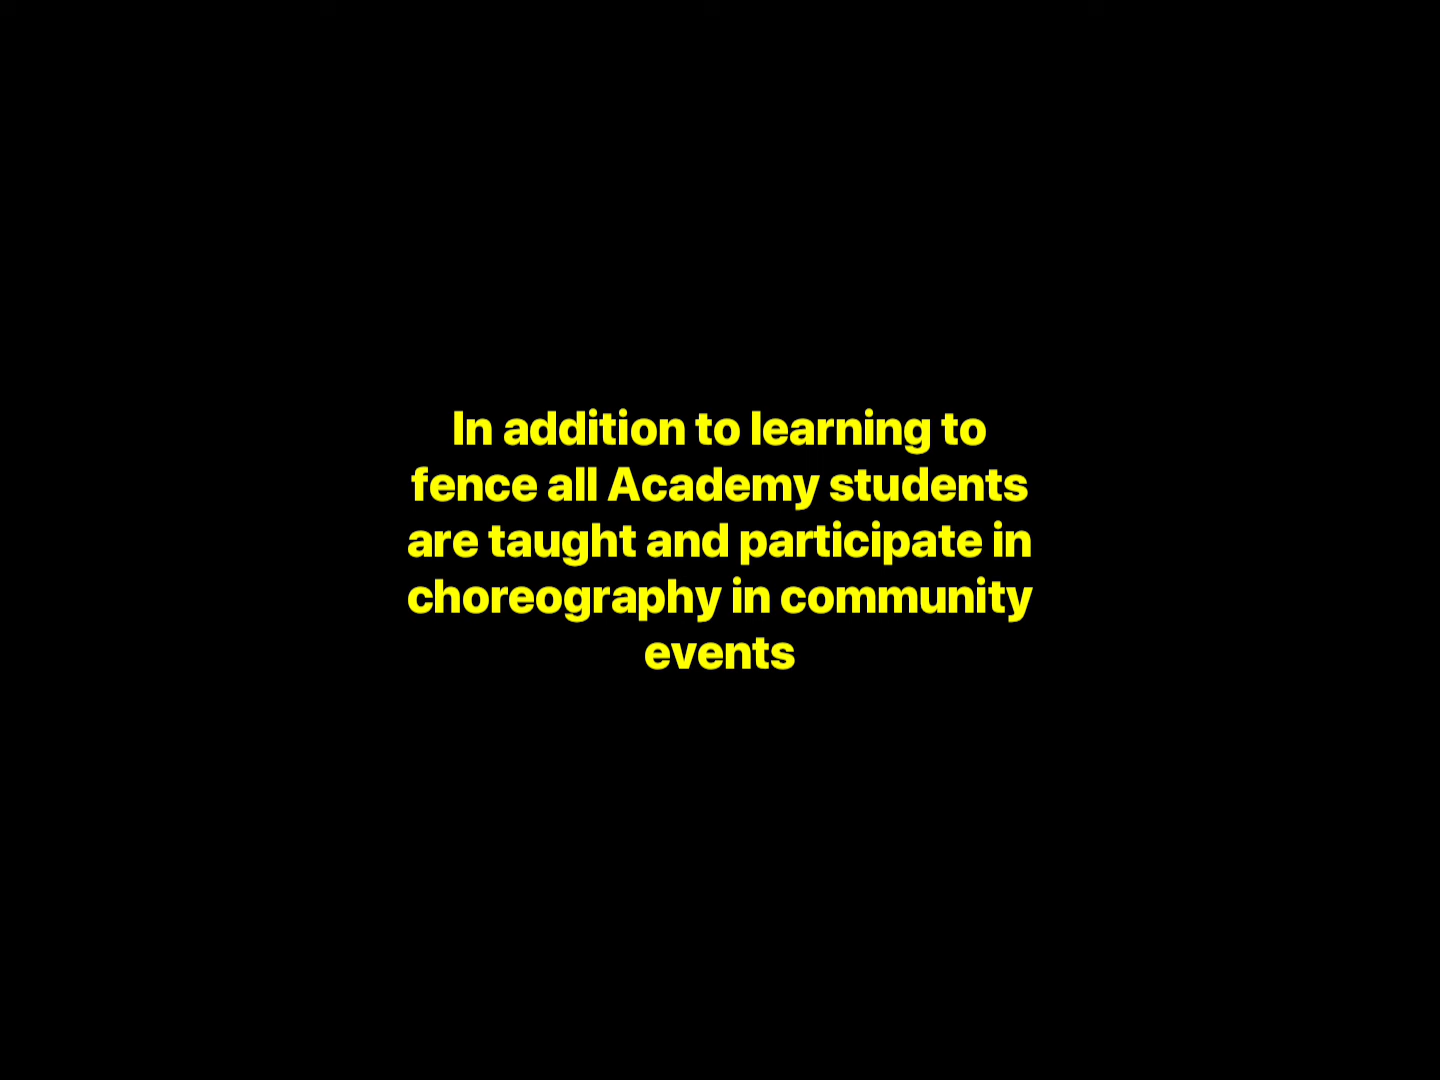 In addition to learning to
fence all Academy students
are taught and participate in
choreography in community
events